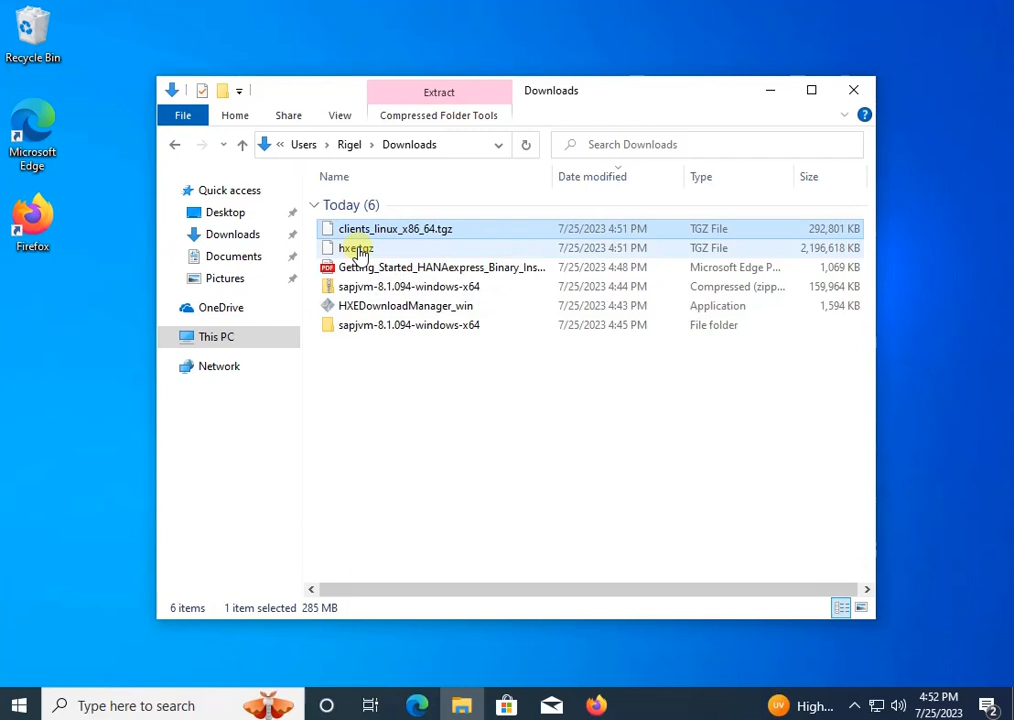 Recycle Bin
Microsoft
Edge
Firefox
Extract
Downloads
File
Home
Share
View
Compressed Folder Tools
« Users > Rigel > Downloads
Search Downloads
Name
Date modified
Type
Size
Quick access
Desktop
Downloads
Documents
Pictures
OneDrive
This PC
Network
Today (6)
clients_linux_x86_64.tgz 7/25/2023 4:51 PM TGZ File 292,801 KB
hxe.tgz 7/25/2023 4:51 PM TGZ File 2,196,618 KB
Getting_Started_HANAexpress_Binary_Ins... 7/25/2023 4:48 PM Microsoft Edge P... 1,069 KB
sapjvm-8.1.094-windows-x64 7/25/2023 4:44 PM Compressed (zipp... 159,964 KB
HXEDownloadManager_win 7/25/2023 4:43 PM Application 1,594 KB
sapjvm-8.1.094-windows-x64 7/25/2023 4:45 PM File folder
6 items 1 item selected 285 MB
Type here to search
UV
High...
4:52 PM
7/25/2023
2